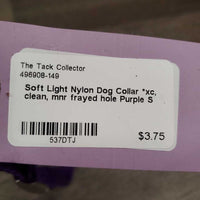 The Tack Collector
496908-149
Soft Light Nylon Dog Collar *xc,
clean, mnr frayed hole Purple S
$3.75
537DTJ